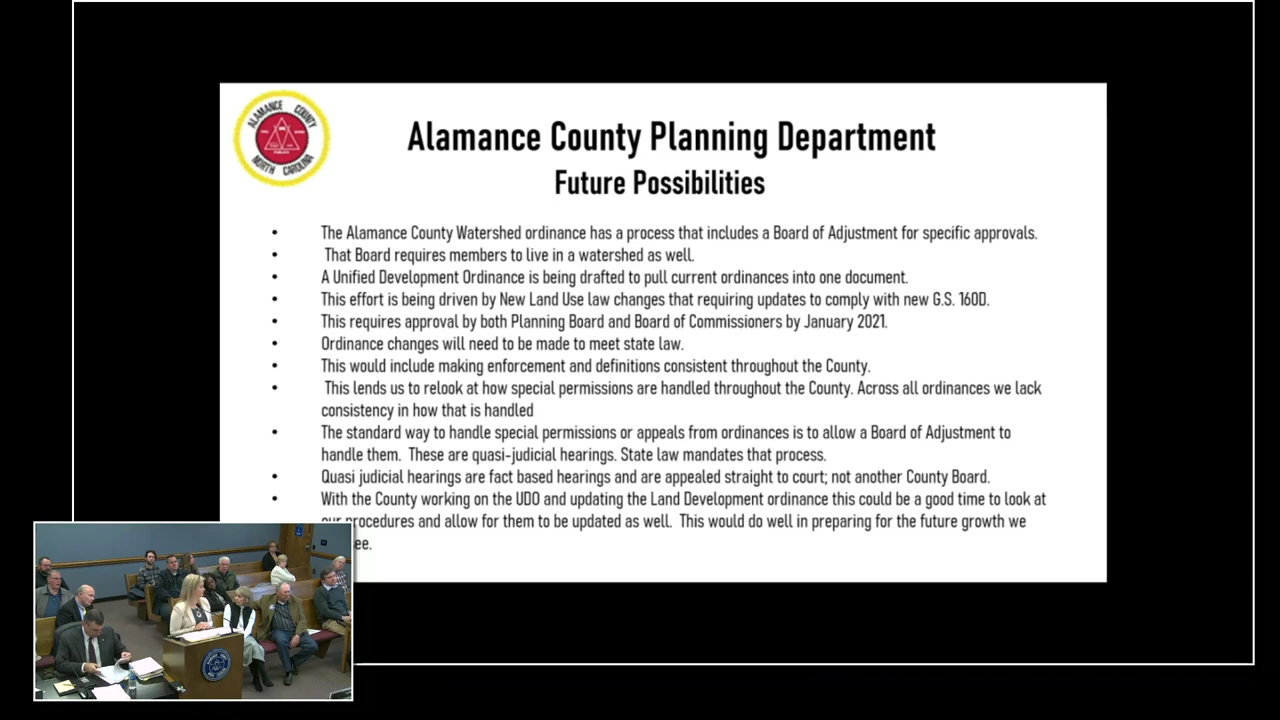 ALAMANCE COUNTY
NORTH CAROLINA
Alamance County Planning Department
Future Possibilities
• The Alamance County Watershed ordinance has a process that includes a Board of Adjustment for specific approvals.
• That Board requires members to live in a watershed as well.
• A Unified Development Ordinance is being drafted to pull current ordinances into one document.
• This effort is being driven by New Land Use law changes that requiring updates to comply with new G.S. 160D.
• This requires approval by both Planning Board and Board of Commissioners by January 2021.
• Ordinance changes will need to be made to meet state law.
• This would include making enforcement and definitions consistent throughout the County.
• This lends us to relook at how special permissions are handled throughout the County. Across all ordinances we lack
consistency in how that is handled
• The standard way to handle special permissions or appeals from ordinances is to allow a Board of Adjustment to
handle them. These are quasi-judicial hearings. State law mandates that process.
• Quasi judicial hearings are fact based hearings and are appealed straight to court; not another County Board.
• With the County working on the UDO and updating the Land Development ordinance this could be a good time to look at
our procedures and allow for them to be updated as well. This would do well in preparing for the future growth we
ee.